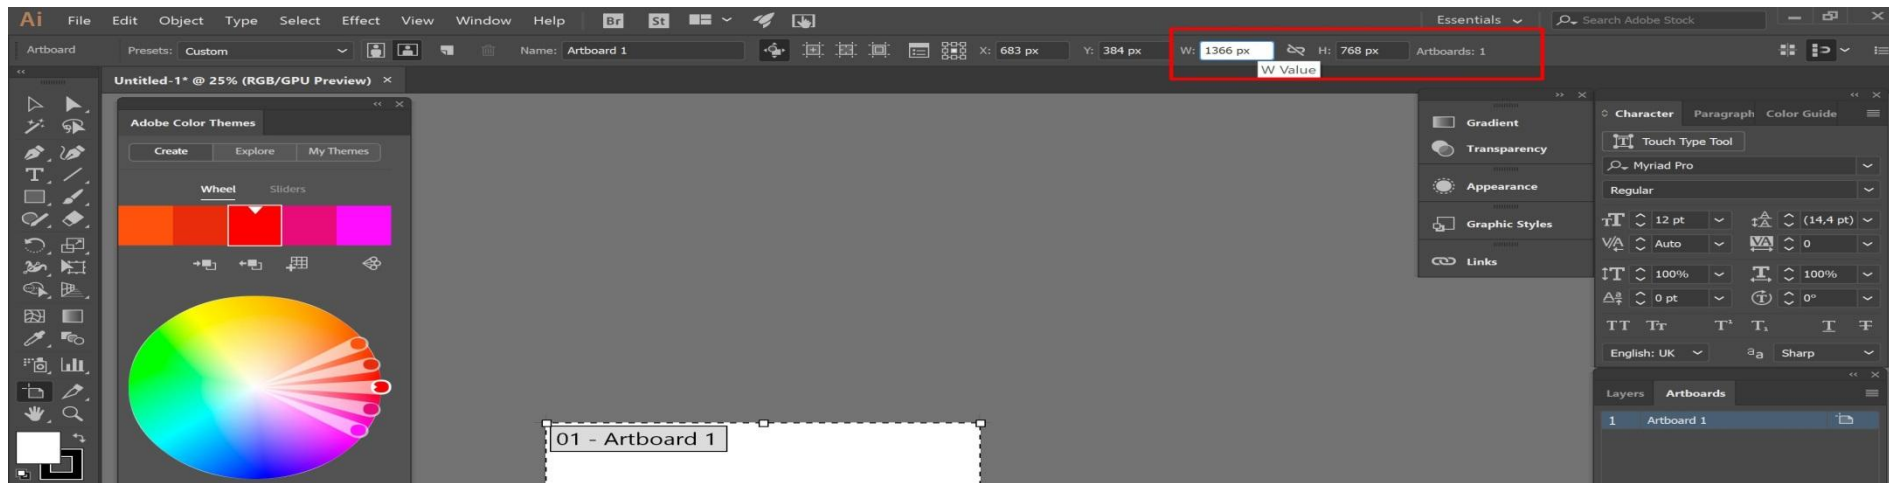 Ai File Edit Object Type Select Effect View Window Help Br St Essentials Search Adobe Stock
Artboard Presets: Custom Name: Artboard 1 X: 683 px Y: 384 px W: 1366 px H: 768 px Artboards: 1
W Value
Untitled-1* @ 25% (RGB/GPU Preview) ×
Adobe Color Themes
Create Explore My Themes
Wheel Sliders
01 - Artboard 1
Gradient
Transparency
Appearance
Graphic Styles
Links
Character Paragraph Color Guide
Touch Type Tool
Myriad Pro
Regular
12 pt (14,4 pt)
Auto 0
100% 100%
0 pt 0°
English: UK Sharp
Layers Artboards
1 Artboard 1